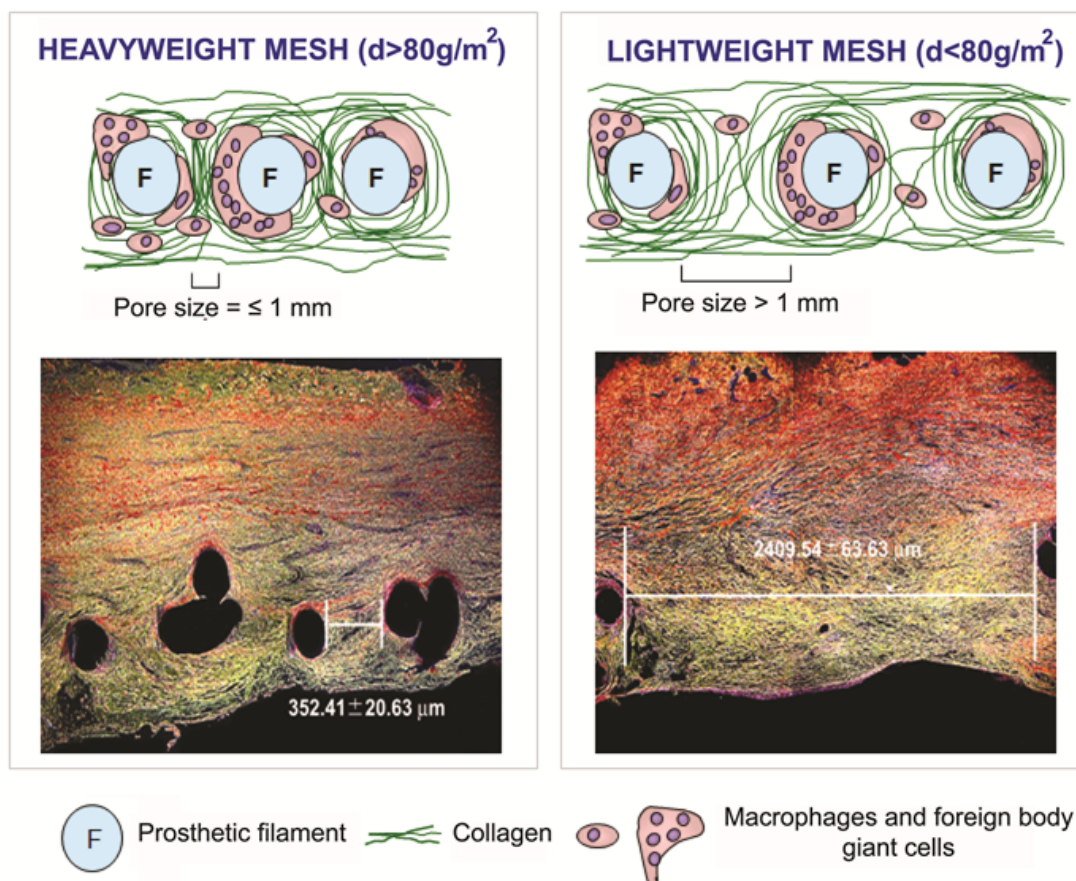 HEAVYWEIGHT MESH (d>80g/m²)
F F F
Pore size = ≤ 1 mm
352.41±20.63 μm
LIGHTWEIGHT MESH (d<80g/m²)
F F F
Pore size > 1 mm
2409.54±63.63 μm
F Prosthetic filament
Collagen
Macrophages and foreign body
giant cells